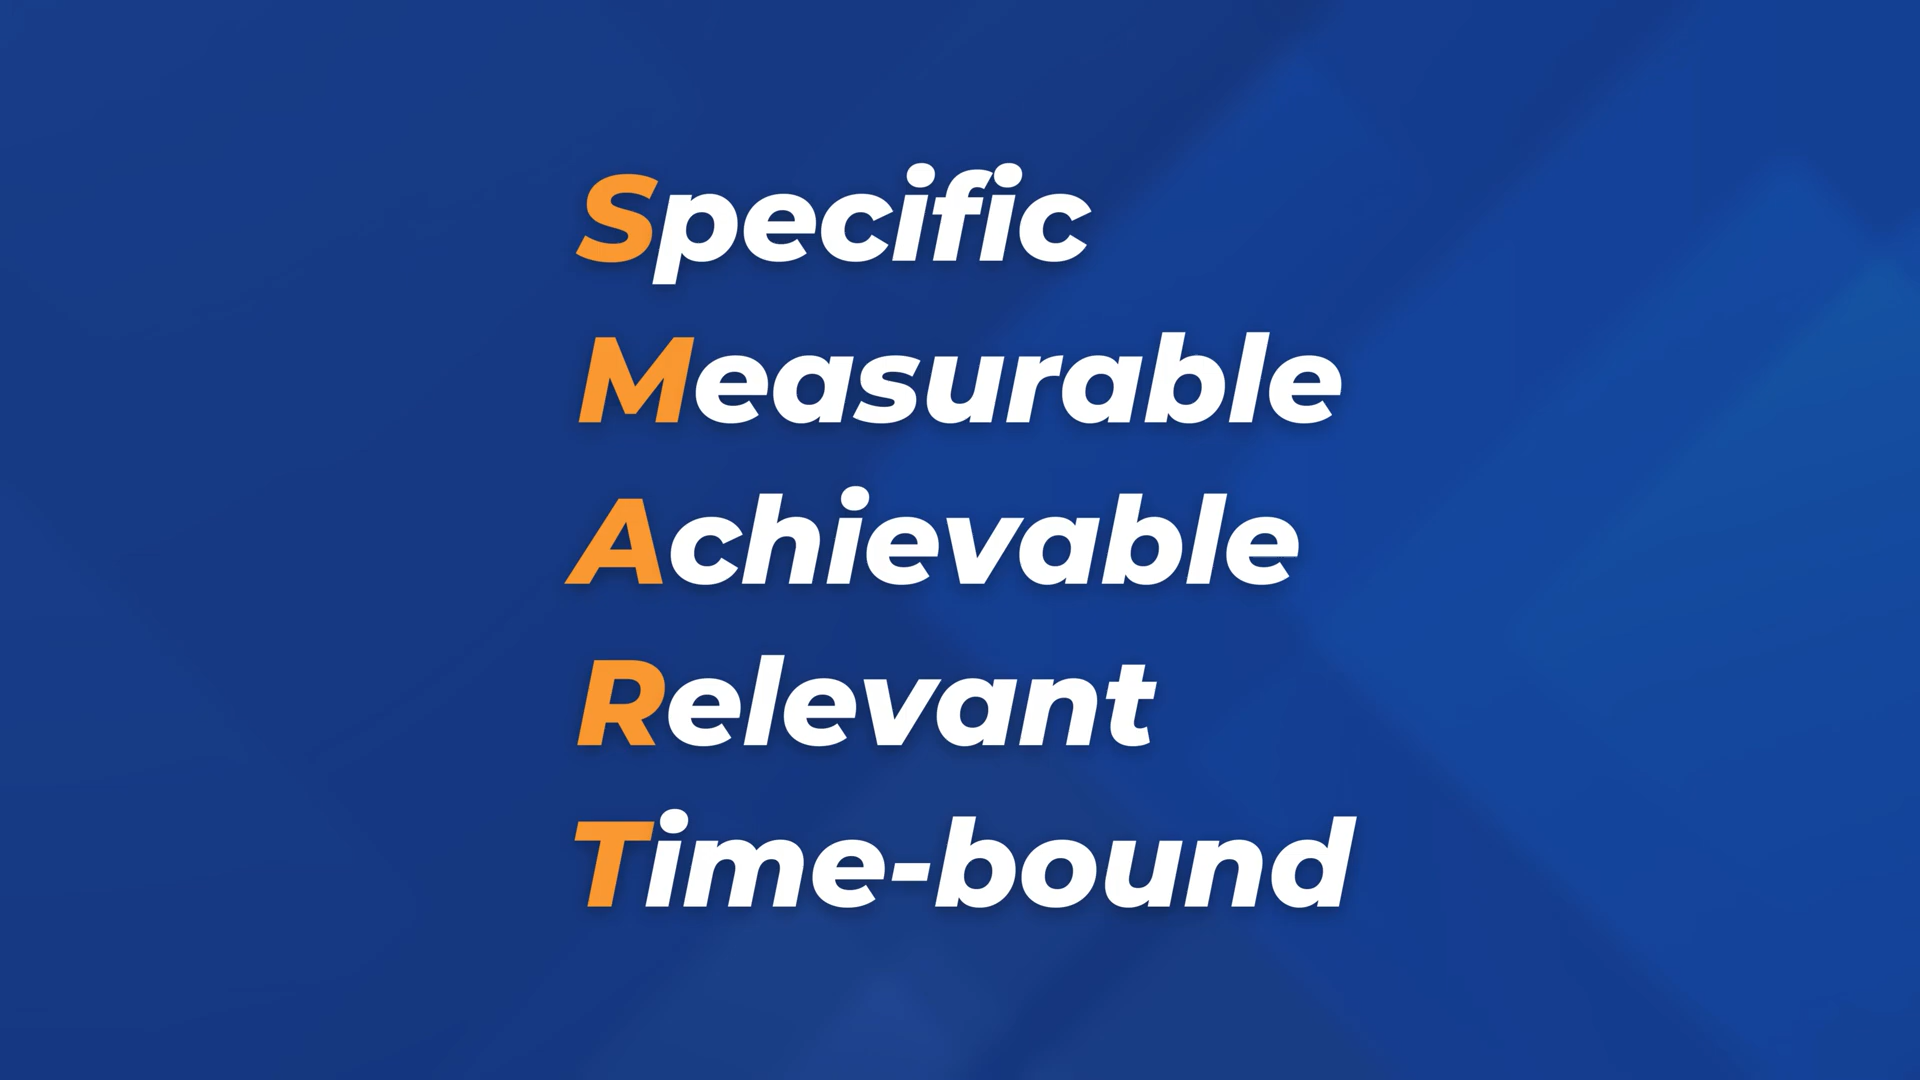 Specific
Measurable
Achievable
Relevant
Time-bound